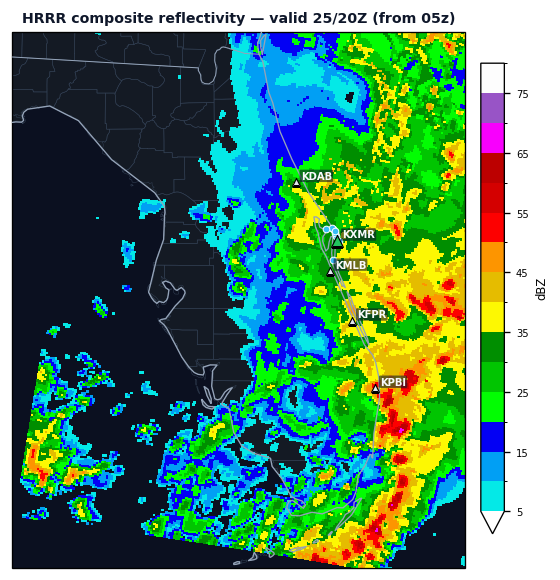 HRRR composite reflectivity — valid 25/20Z (from 05z)
KDAB
KXMR
KMLB
KFPR
KPBI
75
65
55
45
35
25
15
5
dBZ